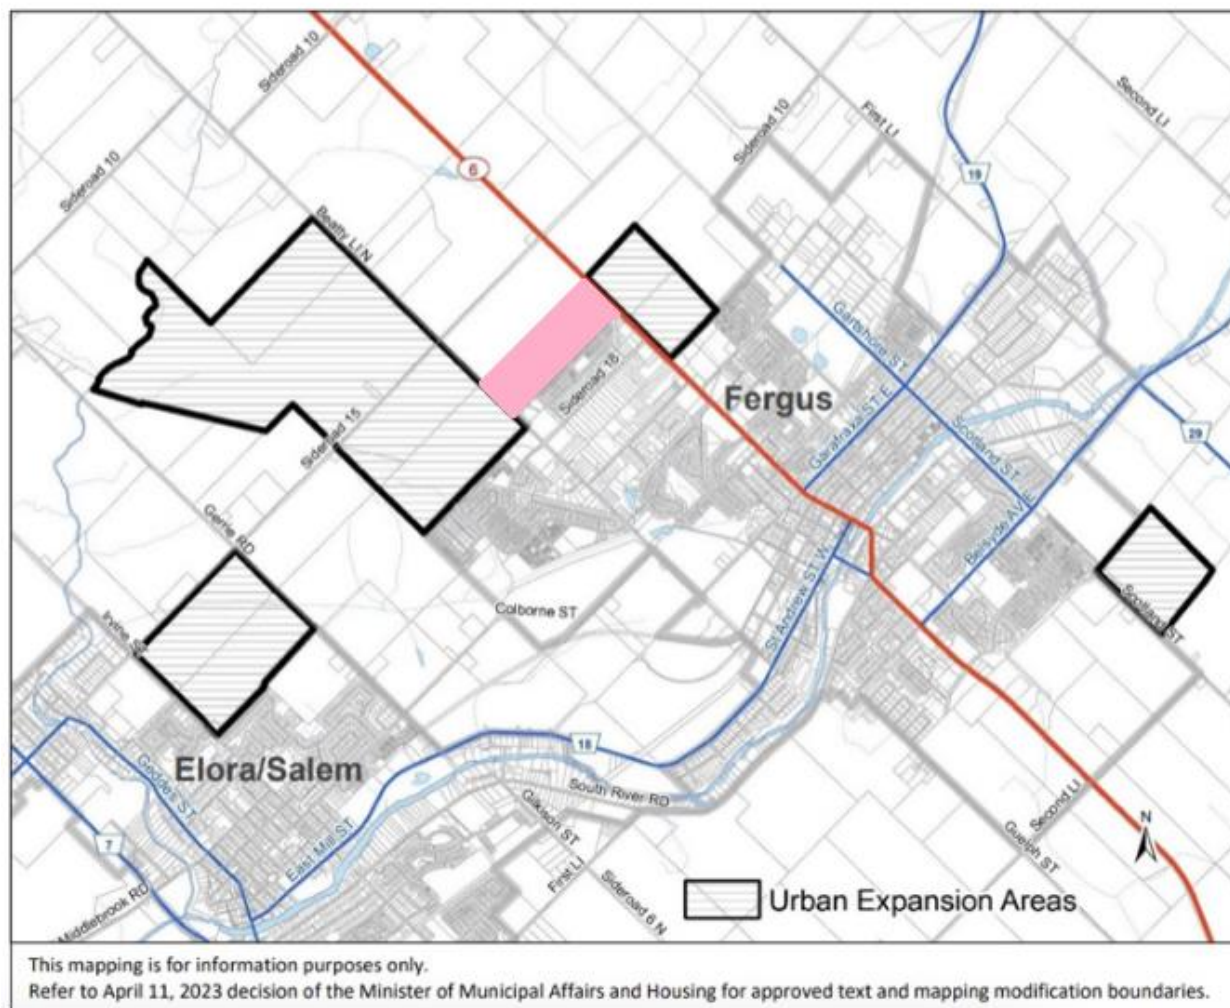 Sideroad 10
Second LI
First LI
Sideroad 10
Sideroad 10
6
19
Beatty LI N
Gartshore ST
Sideroad 18
Fergus
Garafraxa ST E
Scotland ST
29
Sideroad 15
Belsyde AV E
Gerrie RD
Colborne ST
St Andrew ST W
Scotland ST
Elora/Salem
18
South River RD
Geddes ST
Gilkison ST
Second LI
Guelph ST
N
7
East Mill ST
First LI
Sideroad 6 N
Middlebrook RD
Urban Expansion Areas
This mapping is for information purposes only.
Refer to April 11, 2023 decision of the Minister of Municipal Affairs and Housing for approved text and mapping modification boundaries.